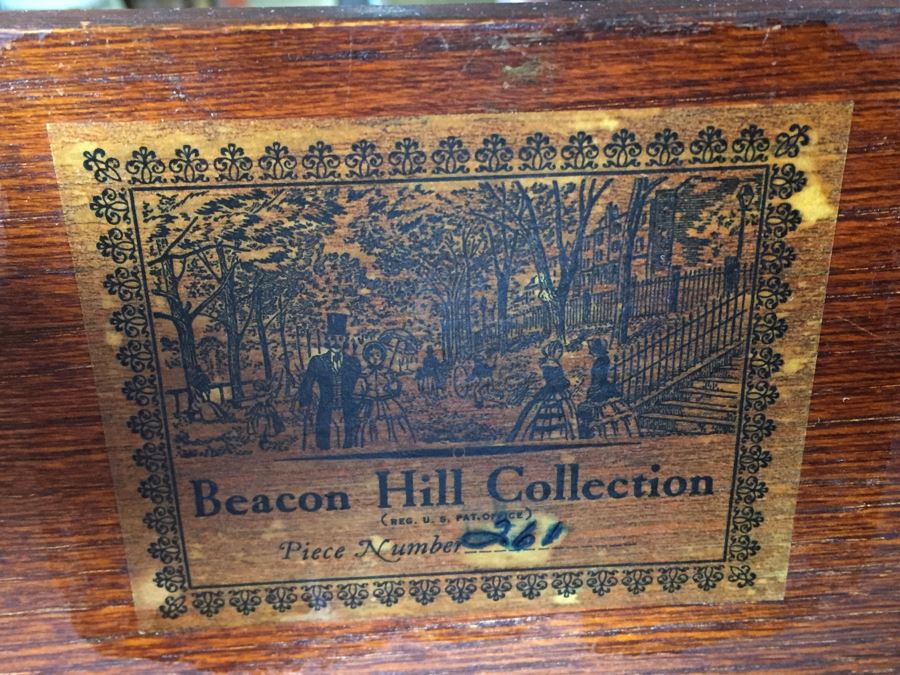 Beacon Hill Collection
(REG. U. S. PAT. OFFICE)
Piece Number 261